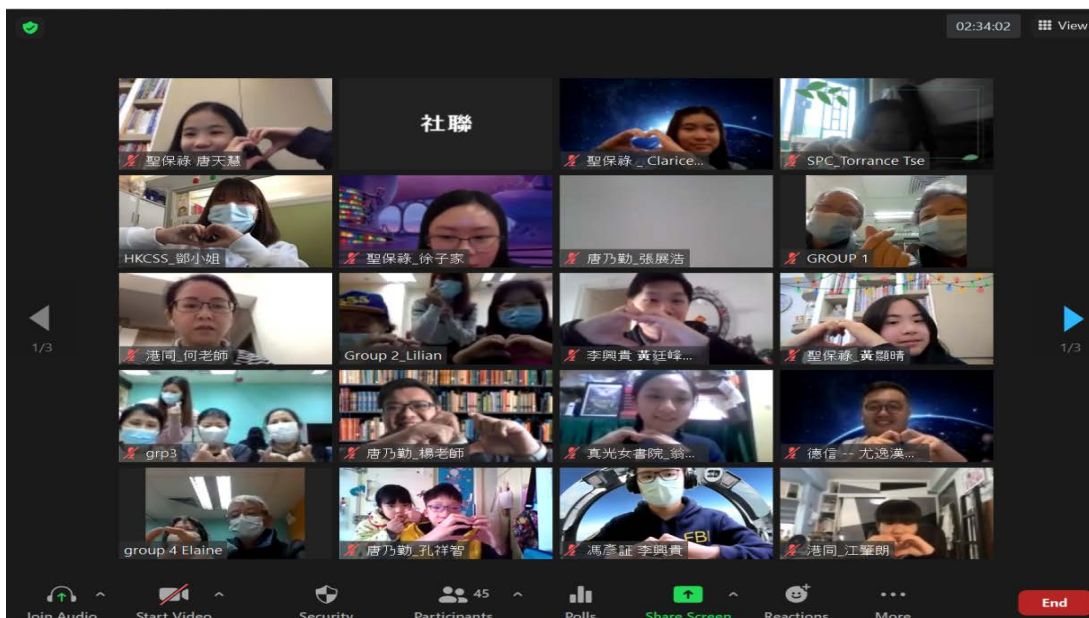 02:34:02
View
聖保祿 唐天慧
社聯
聖保祿 _ Clarice...
SPC_Torrance Tse
HKCSS_鄧小姐
聖保祿_徐子家
唐乃勤_張展浩
GROUP 1
1/3
港同_何老師
Group 2_Lilian
李興貴 黃廷峰...
聖保祿_黃顥晴
1/3
grp3
唐乃勤_楊老師
真光女書院_翁...
德信 -- 尤逸漢...
group 4 Elaine
唐乃勤_孔祥智
FBI
馮彥証 李興貴
港同_江肇朗
Join Audio
Start Video
Security
45
Participants
Polls
Share Screen
Reactions
More
End